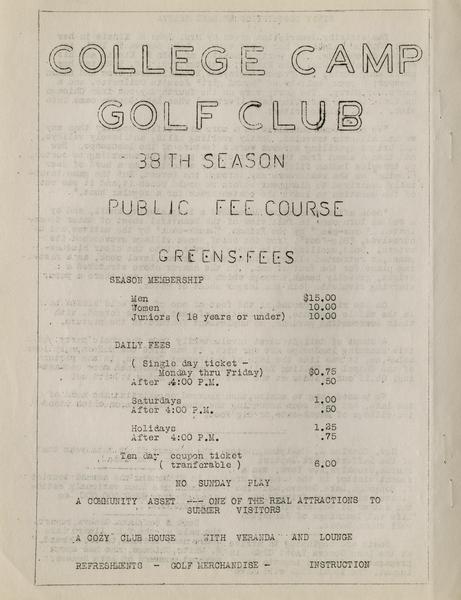 COLLEGE CAMP
GOLF CLUB
38TH SEASON
PUBLIC FEE COURSE
GREENS-FEES
SEASON MEMBERSHIP
Men $15.00
Women 10.00
Juniors ( 18 years or under) 10.00
DAILY FEES
( Single day ticket -
Monday thru Friday) $0.75
After 4:00 P.M. .50
Saturdays 1.00
After 4:00 P.M. .50
Holidays 1.25
After 4:00 P.M. .75
Ten day coupon ticket
( tranferable ) 6.00
NO SUNDAY PLAY
A COMMUNITY ASSET --- ONE OF THE REAL ATTRACTIONS TO
SUMMER VISITORS
A COZY CLUB HOUSE WITH VERANDA AND LOUNGE
REFRESHMENTS - GOLF MERCHANDISE - INSTRUCTION